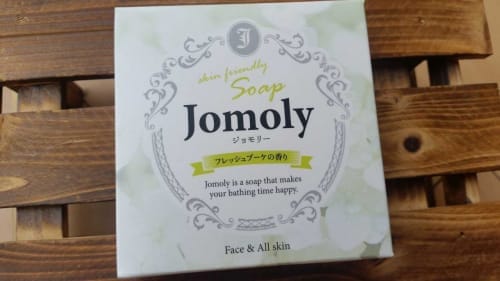 J
skin friendly
Soap
Jomoly
ジョモリー
フレッシュブーケの香り
Jomoly is a soap that makes
your bathing time happy.
Face & All skin